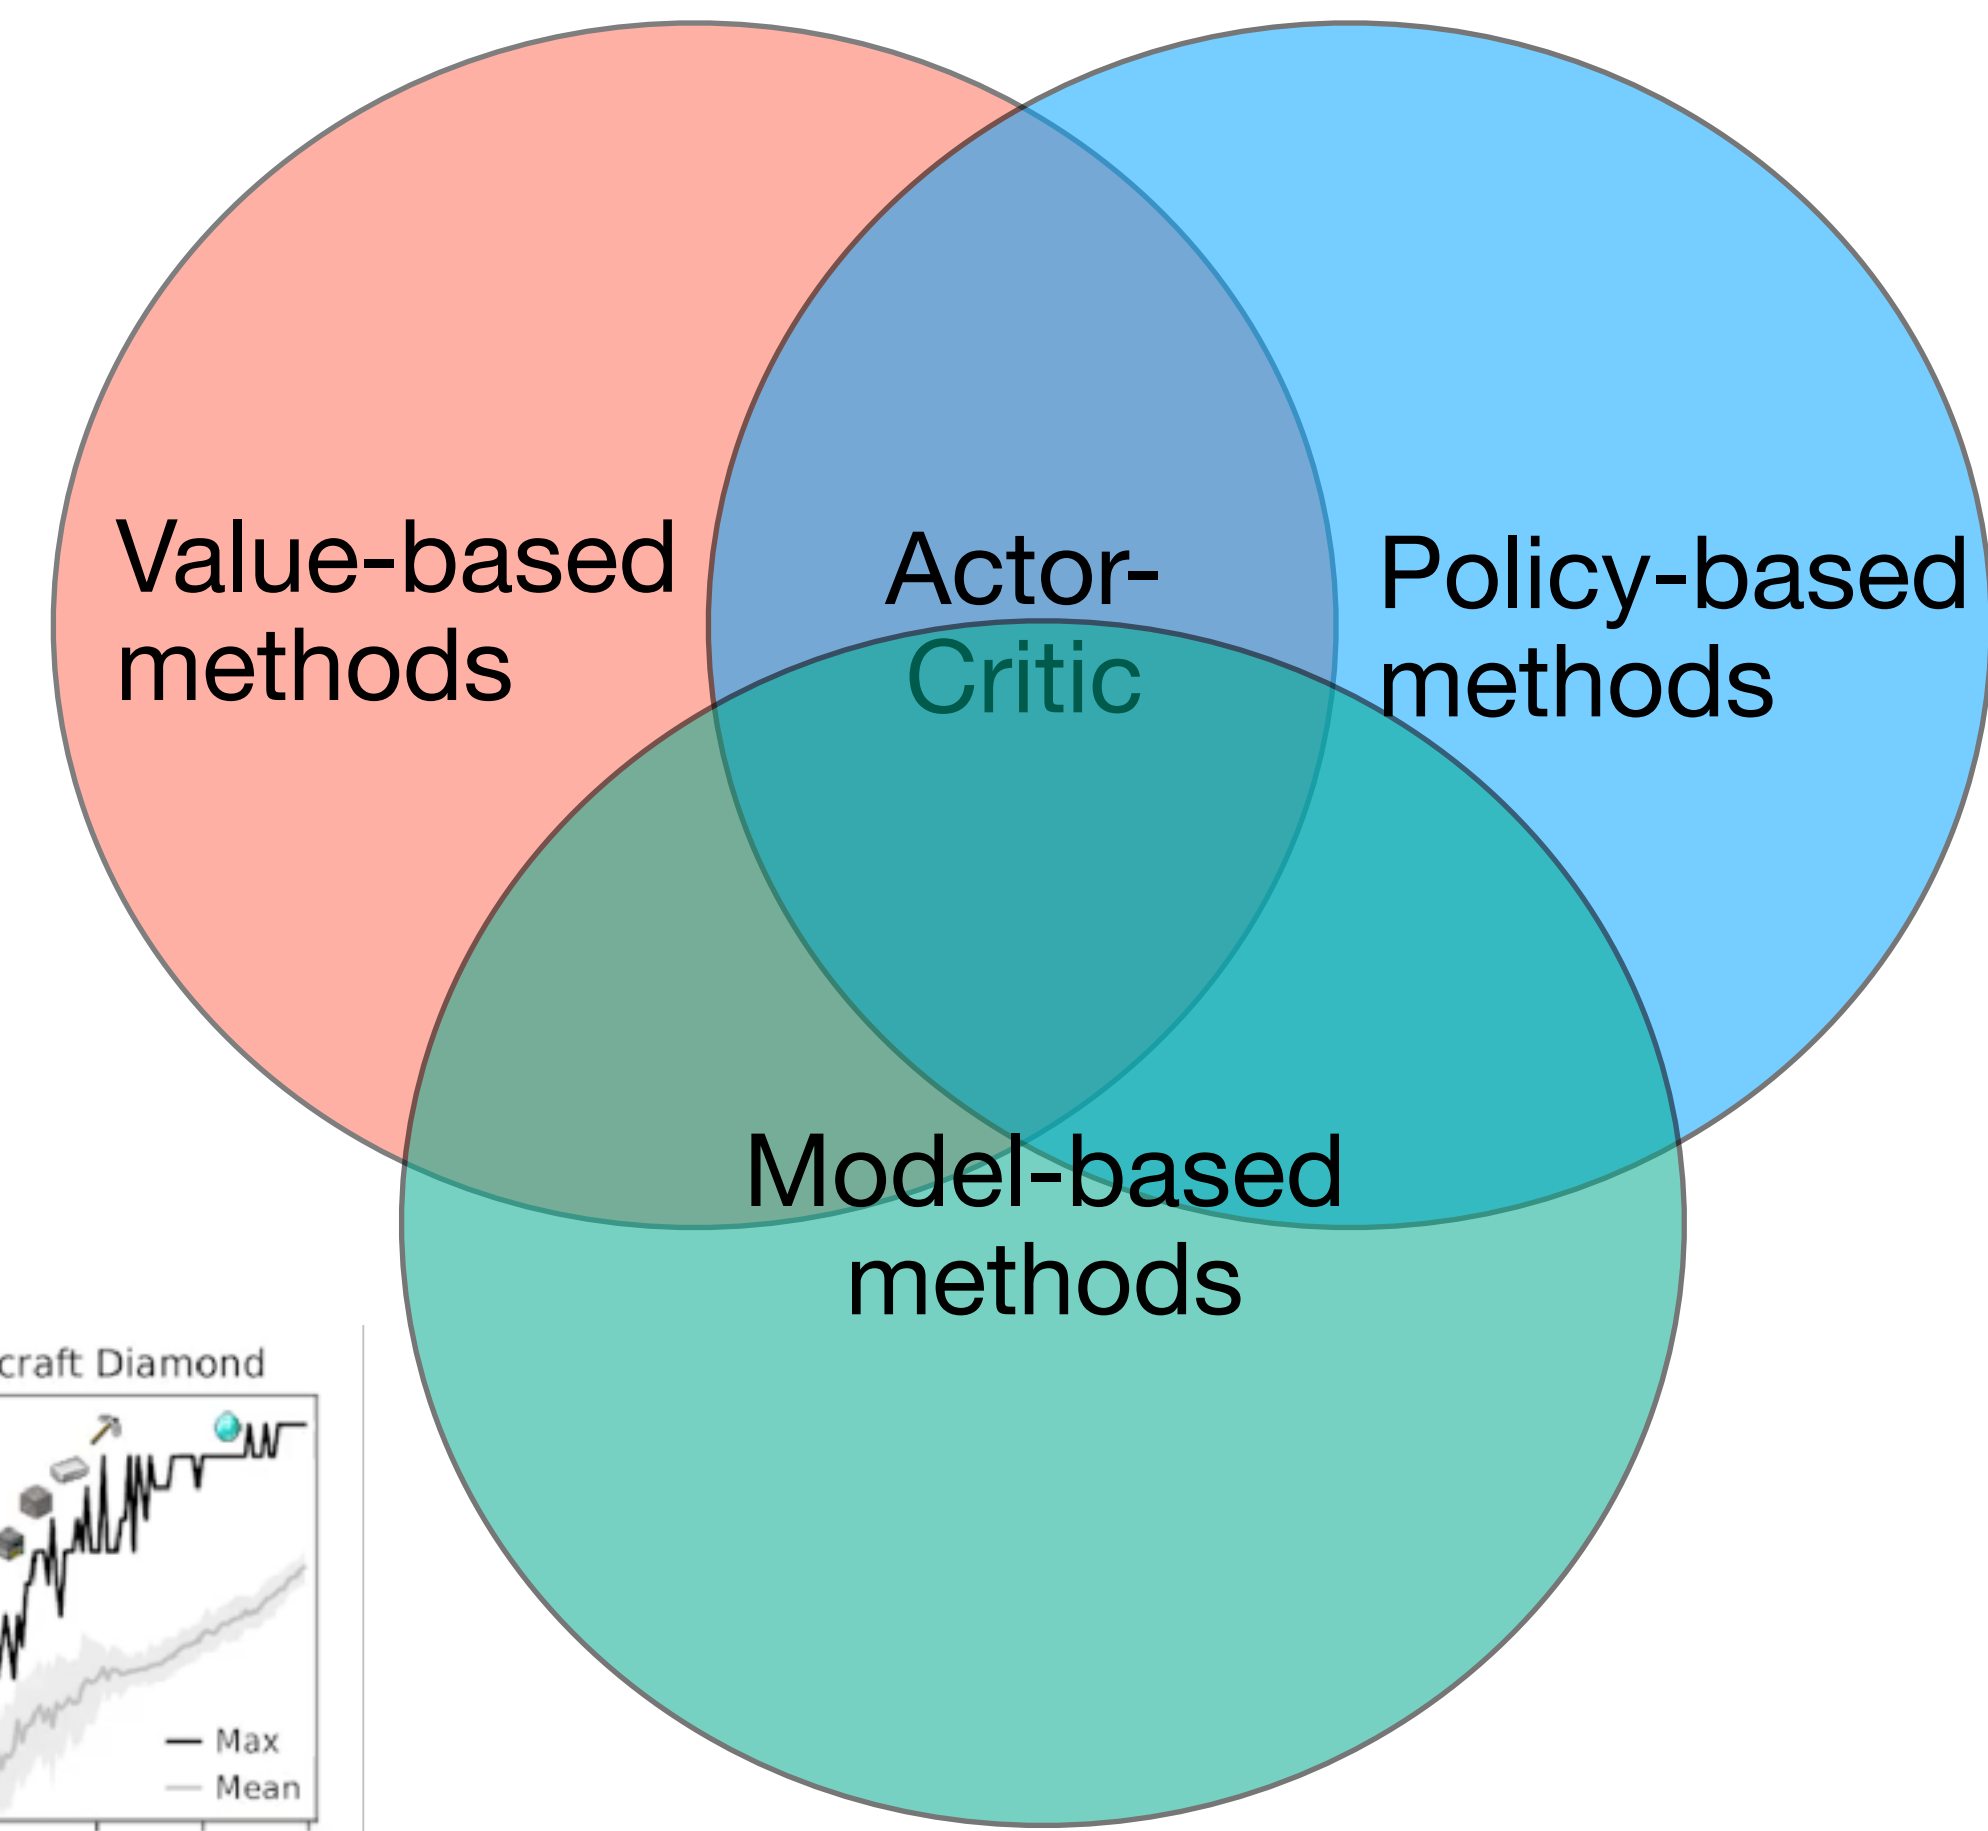 Value-based
methods
Actor-
Critic
Policy-based
methods
Model-based
methods
craft Diamond
Max
Mean